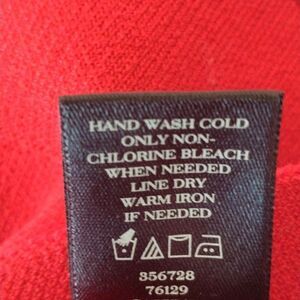 HAND WASH COLD
ONLY NON-
CHLORINE BLEACH
WHEN NEEDED
LINE DRY
WARM IRON
IF NEEDED
356728
76129